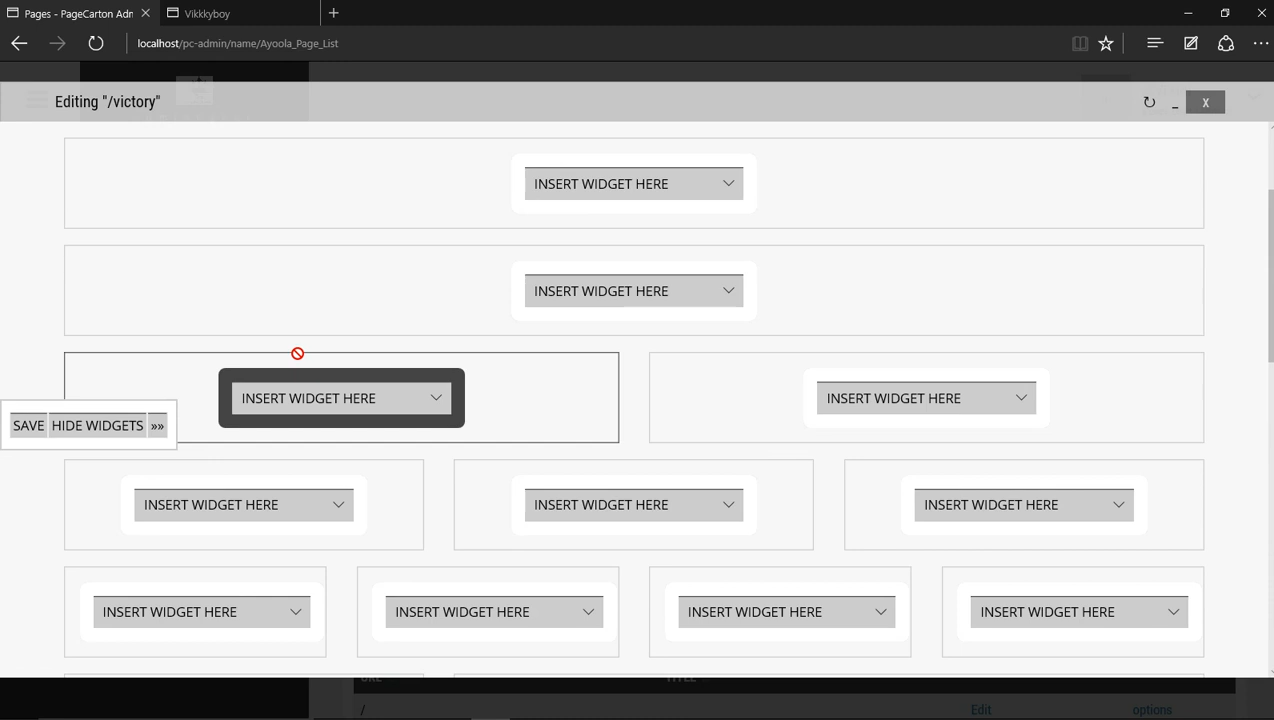 Pages - PageCarton Adn
Vikkkyboy
localhost/pc-admin/name/Ayoola_Page_List
Editing "/victory"
X
INSERT WIDGET HERE
INSERT WIDGET HERE
INSERT WIDGET HERE
INSERT WIDGET HERE
SAVE HIDE WIDGETS »»
INSERT WIDGET HERE
INSERT WIDGET HERE
INSERT WIDGET HERE
INSERT WIDGET HERE
INSERT WIDGET HERE
INSERT WIDGET HERE
INSERT WIDGET HERE
URL
TITLE
/
Edit
options